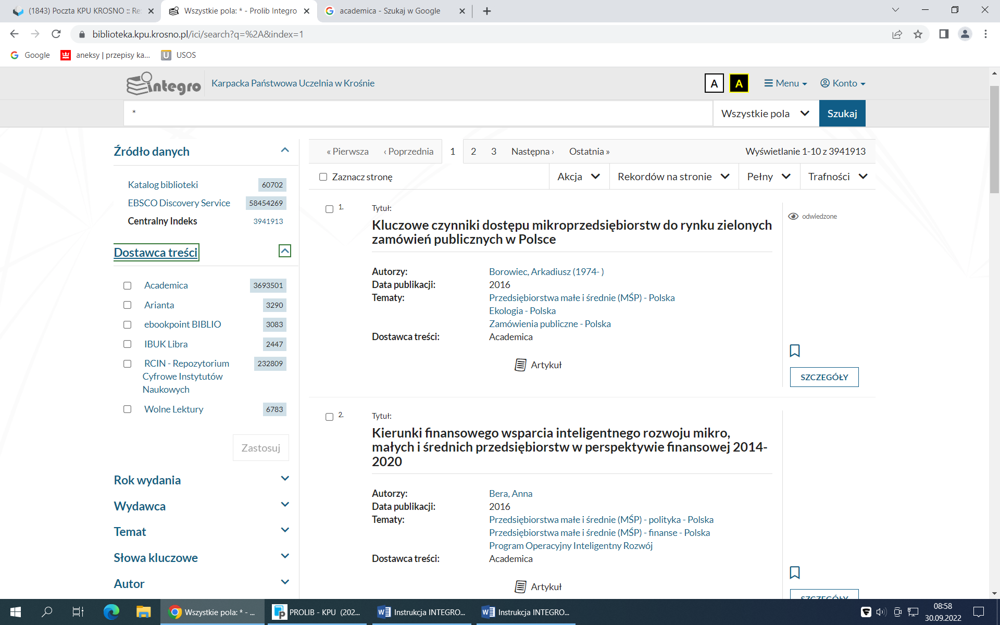 (1843) Poczta KPU KROSNO :: Re
Wszystkie pola: * - Prolib Integro
academica - Szukaj w Google
biblioteka.kpu.krosno.pl/ici/search?q=%2A&index=1
Google
aneksy | przepisy ka...
USOS
integro
Karpacka Państwowa Uczelnia w Krośnie
A
A
Menu
Konto
*
Wszystkie pola
Szukaj
Źródło danych
Katalog biblioteki 60702
EBSCO Discovery Service 58454269
Centralny Indeks 3941913
Dostawca treści
Academica 3693501
Arianta 3290
ebookpoint BIBLIO 3083
IBUK Libra 2447
RCIN - Repozytorium 232809
Cyfrowe Instytutów
Naukowych
Wolne Lektury 6783
Zastosuj
Rok wydania
Wydawca
Temat
Słowa kluczowe
Autor
« Pierwsza ‹ Poprzednia 1 2 3 Następna › Ostatnia » Wyświetlanie 1-10 z 3941913
Zaznacz stronę Akcja Rekordów na stronie Pełny Trafności
1. Tytuł:
Kluczowe czynniki dostępu mikroprzedsiębiorstw do rynku zielonych
zamówień publicznych w Polsce
odwiedzone
Autorzy: Borowiec, Arkadiusz (1974- )
Data publikacji: 2016
Tematy: Przedsiębiorstwa małe i średnie (MŚP) - Polska
Ekologia - Polska
Zamówienia publiczne - Polska
Dostawca treści: Academica
Artykuł
SZCZEGÓŁY
2. Tytuł:
Kierunki finansowego wsparcia inteligentnego rozwoju mikro,
małych i średnich przedsiębiorstw w perspektywie finansowej 2014-
2020
Autorzy: Bera, Anna
Data publikacji: 2016
Tematy: Przedsiębiorstwa małe i średnie (MŚP) - polityka - Polska
Przedsiębiorstwa małe i średnie (MŚP) - finanse - Polska
Program Operacyjny Inteligentny Rozwój
Dostawca treści: Academica
Artykuł
SZCZEGÓŁY
Wszystkie pola: * - ...
PROLIB - KPU (202...
Instrukcja INTEGRO...
Instrukcja INTEGRO...
08:58
30.09.2022